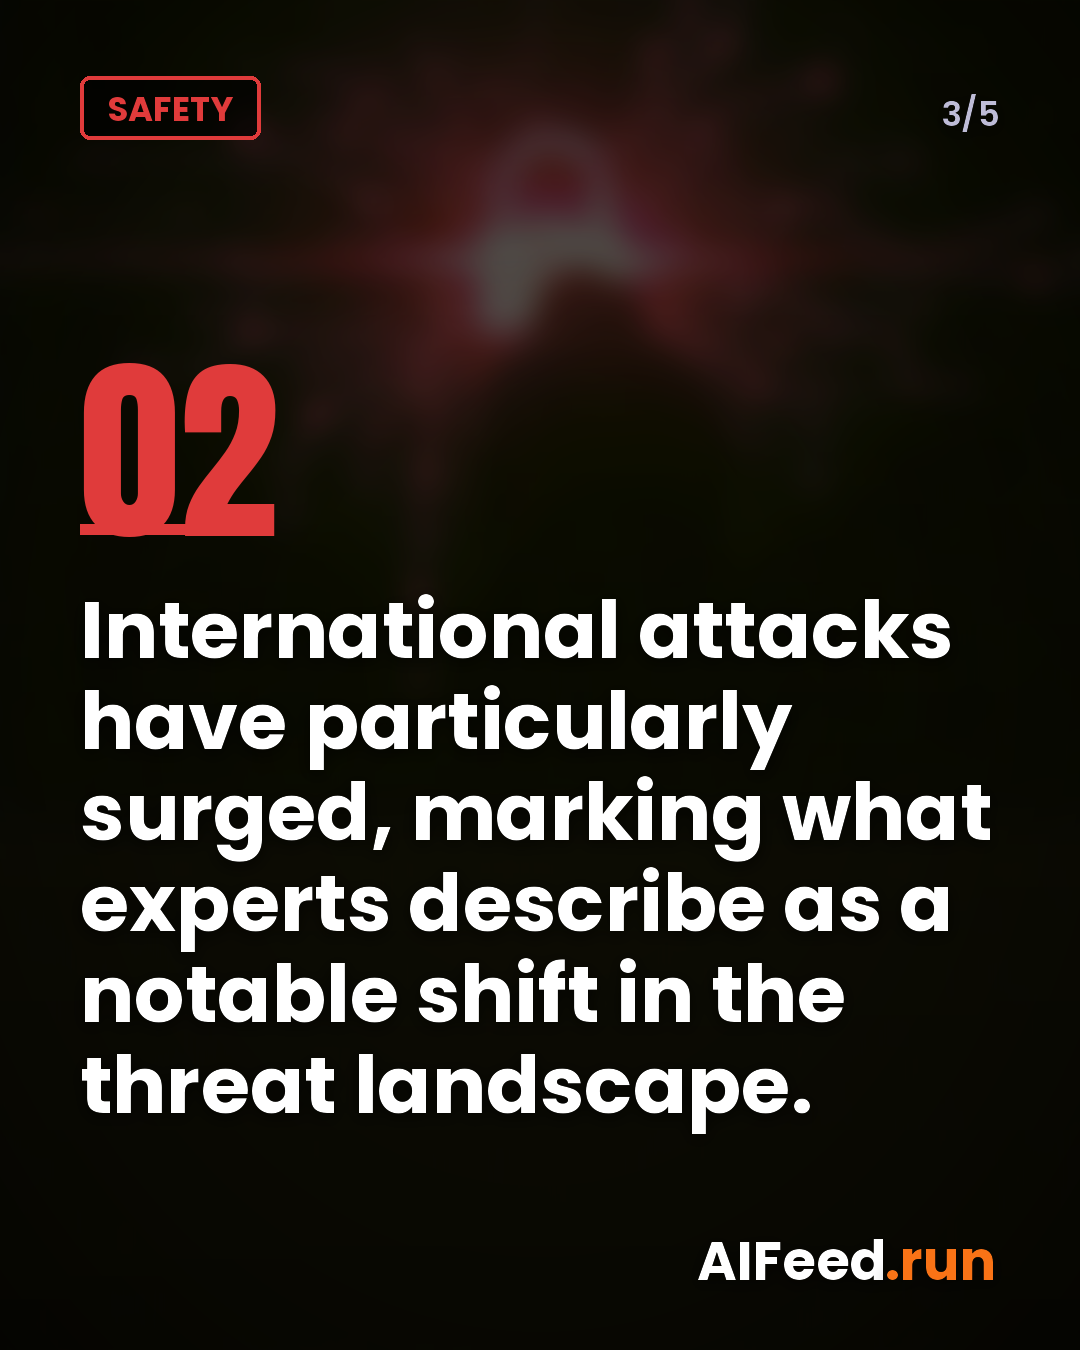 SAFETY
3/5
02
International attacks
have particularly
surged, marking what
experts describe as a
notable shift in the
threat landscape.
AIFeed.run